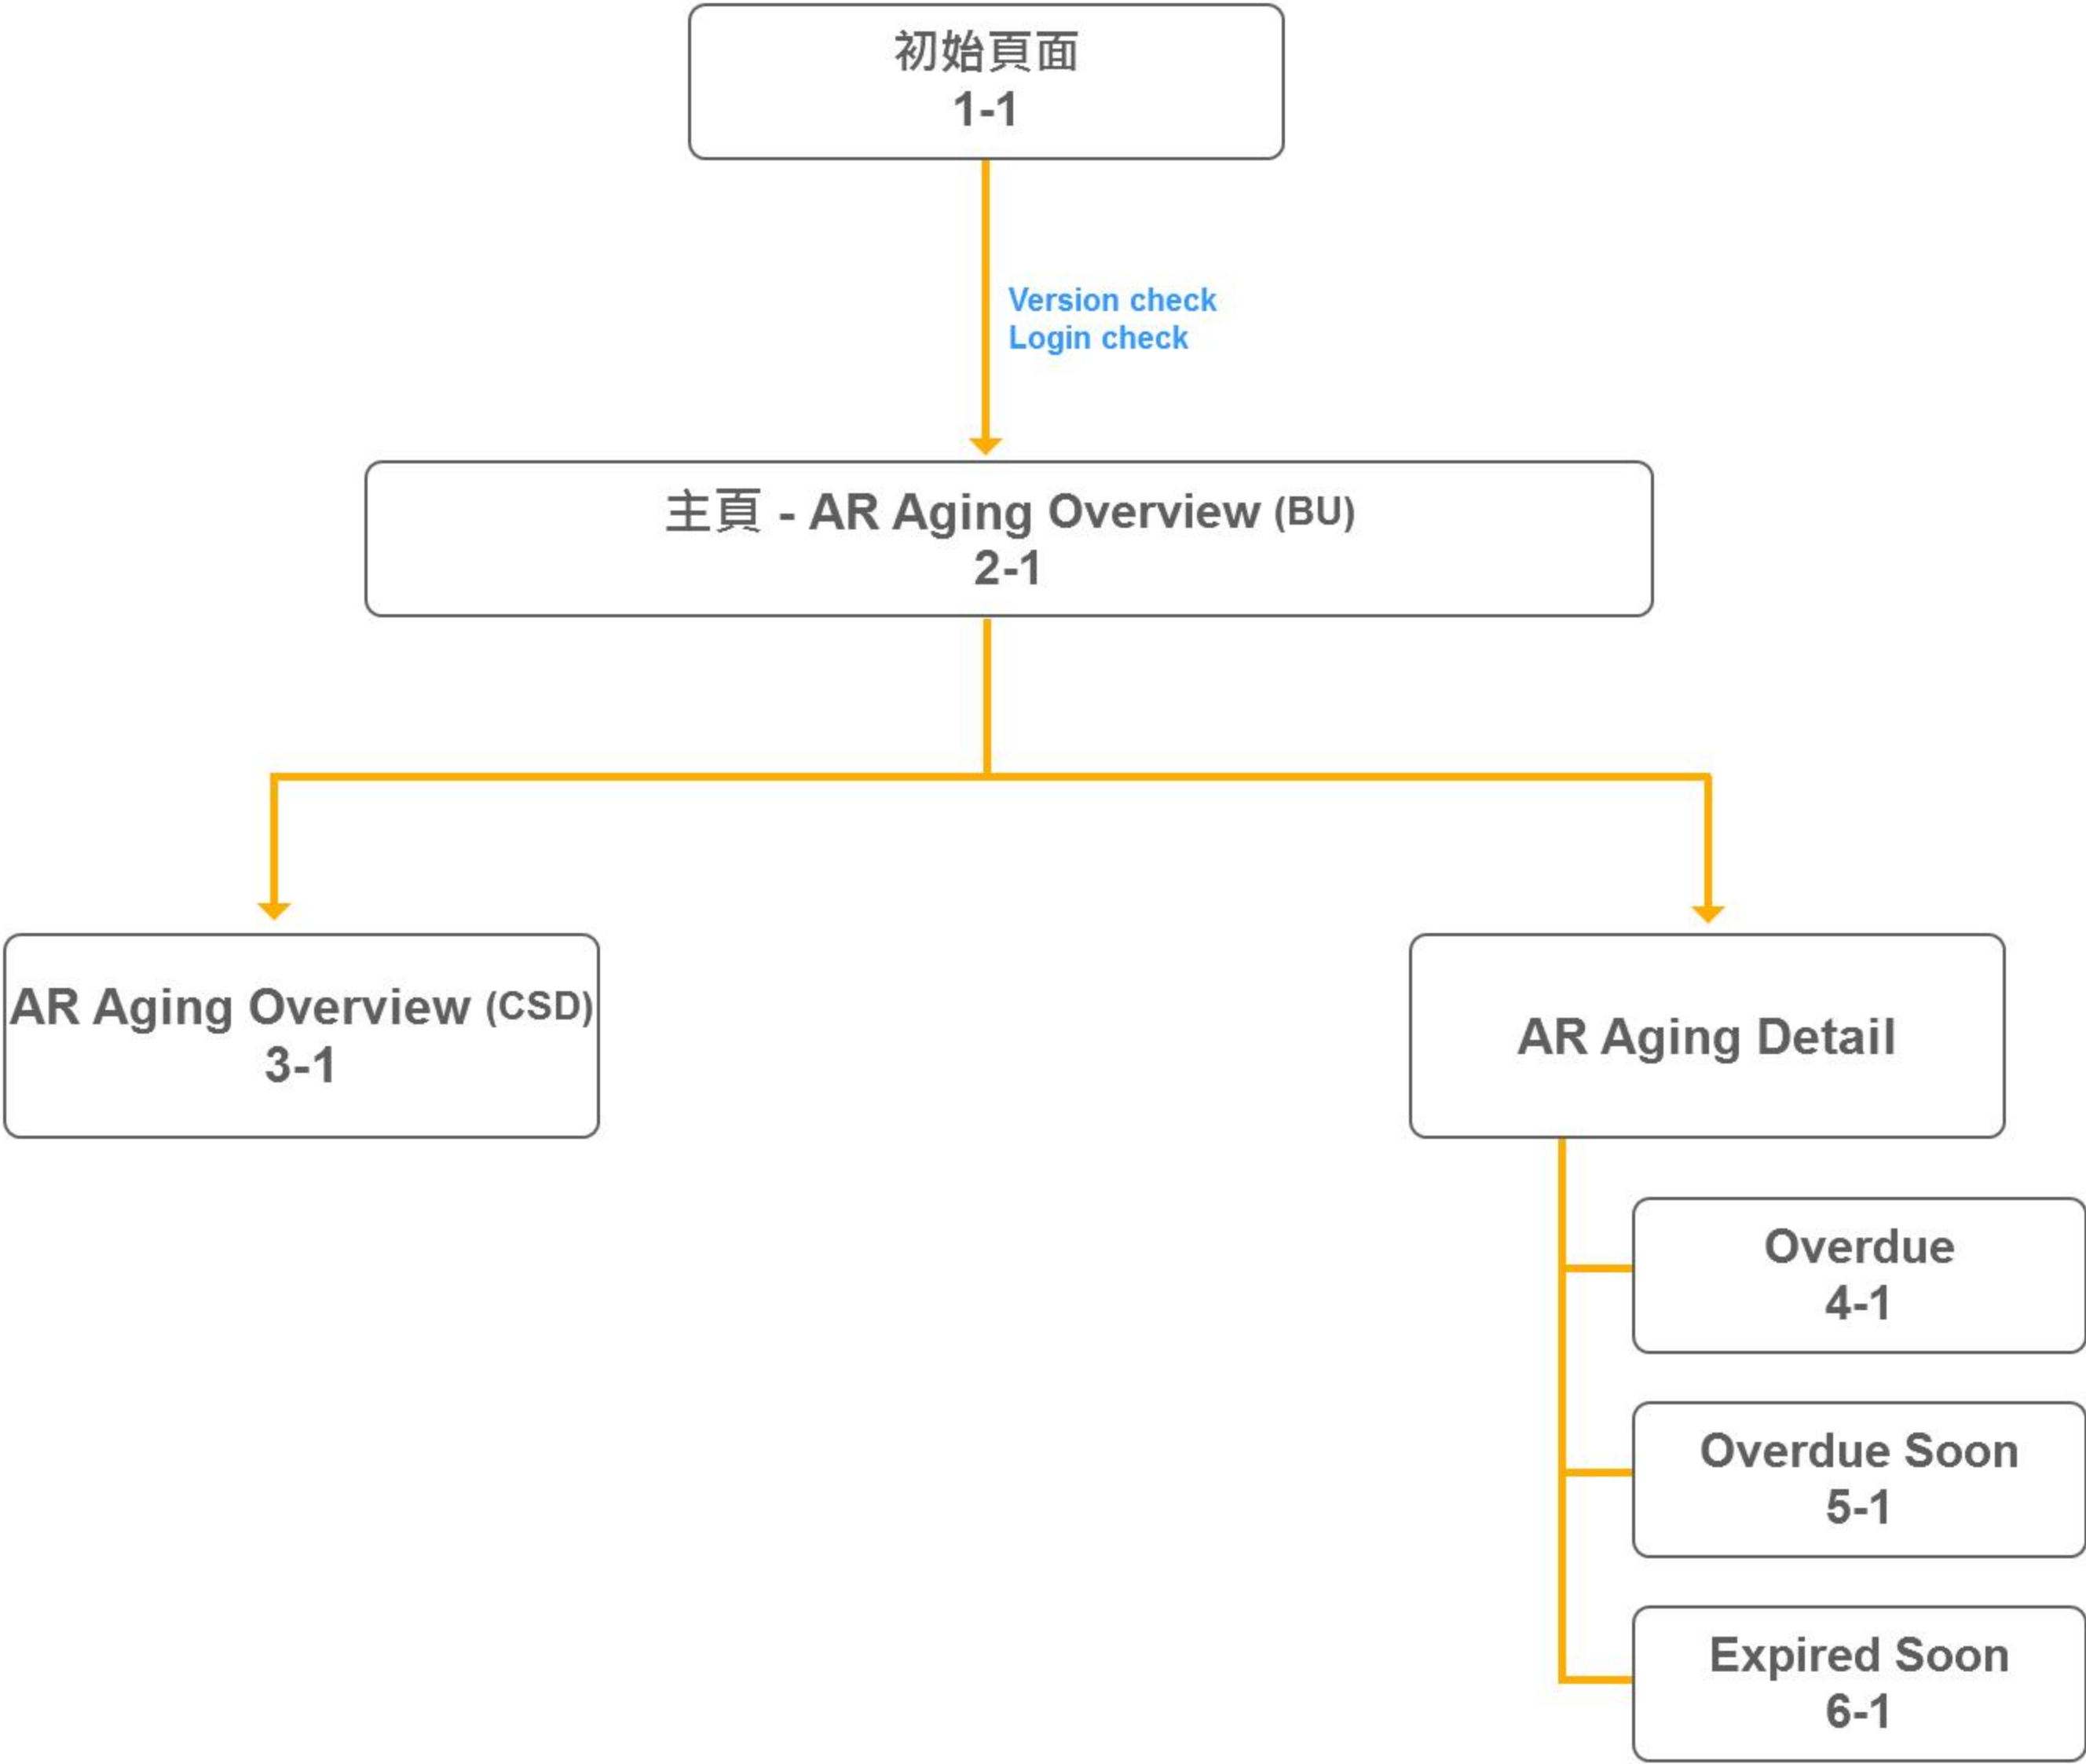 初始頁面
1-1
Version check
Login check
主頁 - AR Aging Overview (BU)
2-1
AR Aging Overview (CSD)
3-1
AR Aging Detail
Overdue
4-1
Overdue Soon
5-1
Expired Soon
6-1